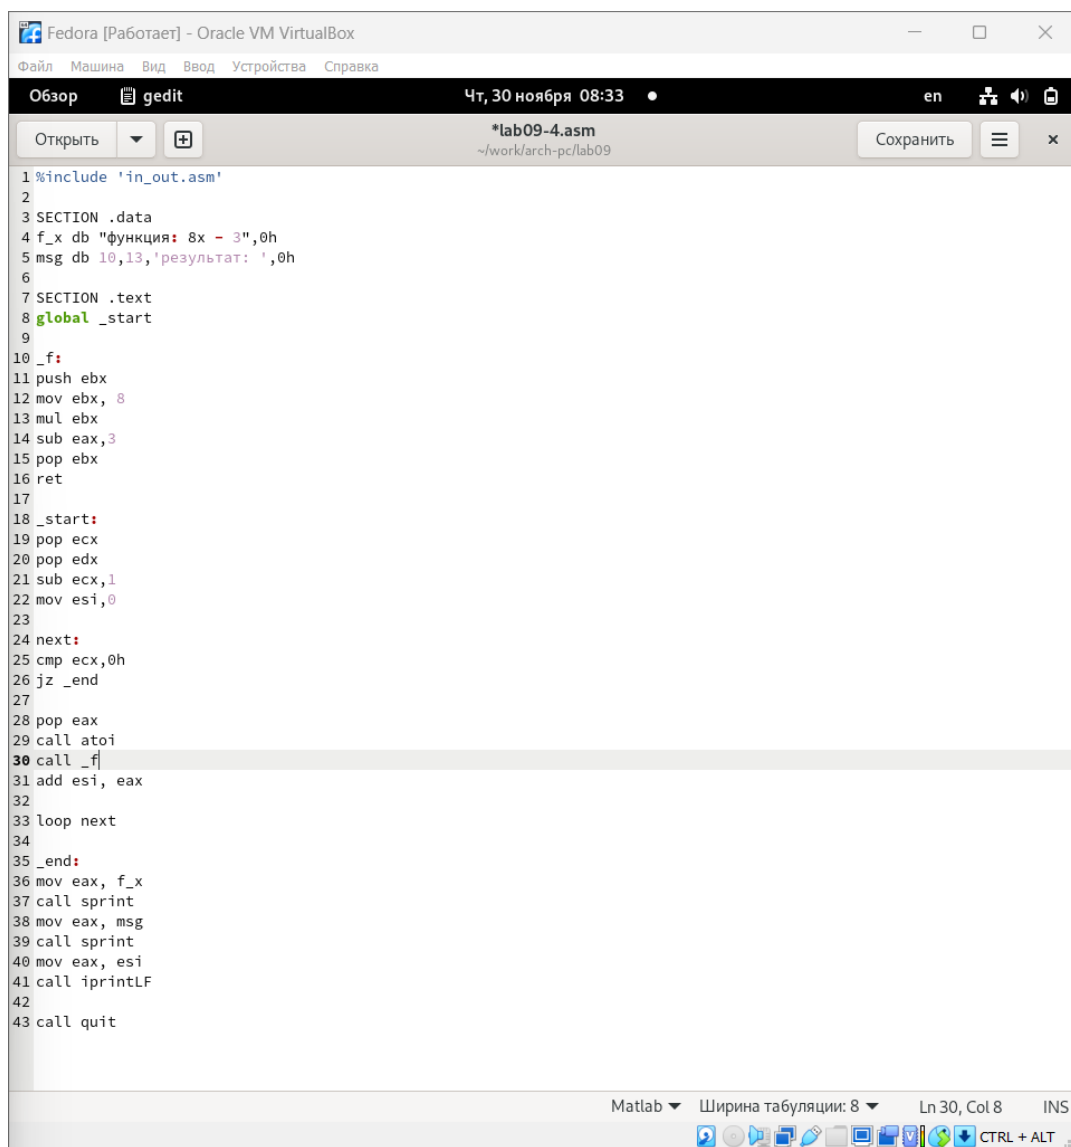 Fedora [Работает] - Oracle VM VirtualBox
Файл Машина Вид Ввод Устройства Справка
Обзор gedit Чт, 30 ноября 08:33 en
Открыть *lab09-4.asm Сохранить
~/work/arch-pc/lab09
1 %include 'in_out.asm'
2
3 SECTION .data
4 f_x db "функция: 8x - 3",0h
5 msg db 10,13,'результат: ',0h
6
7 SECTION .text
8 global _start
9
10 _f:
11 push ebx
12 mov ebx, 8
13 mul ebx
14 sub eax,3
15 pop ebx
16 ret
17
18 _start:
19 pop ecx
20 pop edx
21 sub ecx,1
22 mov esi,0
23
24 next:
25 cmp ecx,0h
26 jz _end
27
28 pop eax
29 call atoi
30 call _f
31 add esi, eax
32
33 loop next
34
35 _end:
36 mov eax, f_x
37 call sprint
38 mov eax, msg
39 call sprint
40 mov eax, esi
41 call iprintLF
42
43 call quit
Matlab Ширина табуляции: 8 Ln 30, Col 8 INS
CTRL + ALT